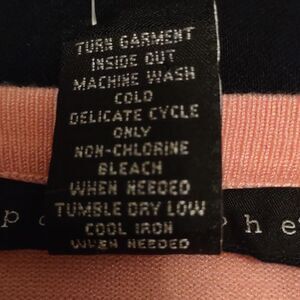 TURN GARMENT
INSIDE OUT
MACHINE WASH
COLD
DELICATE CYCLE
ONLY
NON-CHLORINE
BLEACH
WHEN NEEDED
TUMBLE DRY LOW
COOL IRON
WHEN NEEDED